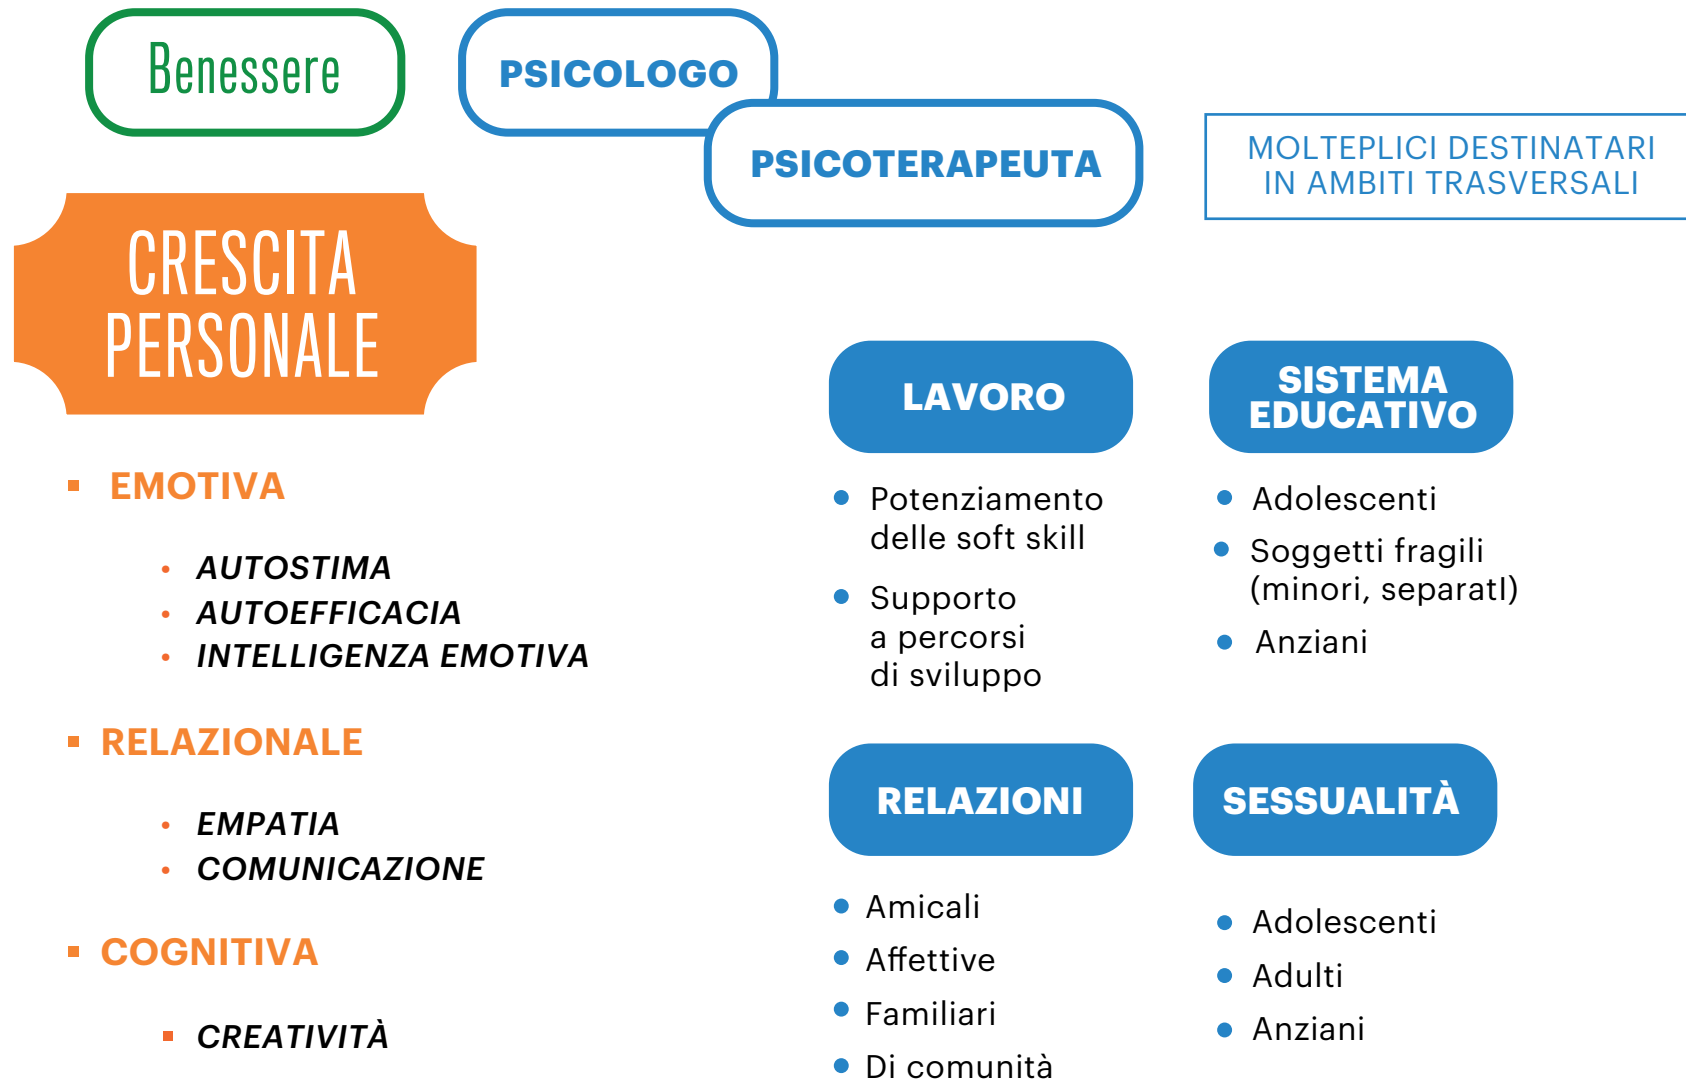 Benessere
PSICOLOGO
PSICOTERAPEUTA
MOLTEPLICI DESTINATARI
IN AMBITI TRASVERSALI
CRESCITA
PERSONALE
EMOTIVA
AUTOSTIMA
AUTOEFFICACIA
INTELLIGENZA EMOTIVA
RELAZIONALE
EMPATIA
COMUNICAZIONE
COGNITIVA
CREATIVITÀ
LAVORO
Potenziamento
delle soft skill
Supporto
a percorsi
di sviluppo
SISTEMA
EDUCATIVO
Adolescenti
Soggetti fragili
(minori, separatI)
Anziani
RELAZIONI
Amicali
Affettive
Familiari
Di comunità
SESSUALITÀ
Adolescenti
Adulti
Anziani